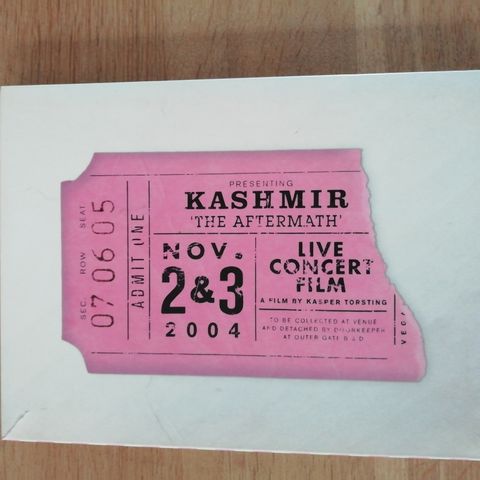 SEC. ROW SEAT
07 06 05
ADMIT ONE
PRESENTING
KASHMIR
'THE AFTERMATH'
NOV.
2&3
2004
LIVE
CONCERT
FILM
A FILM BY KASPER TORSTING
TO BE COLLECTED AT VENUE
AND DETACHED BY DOORKEEPER
AT OUTER GATE